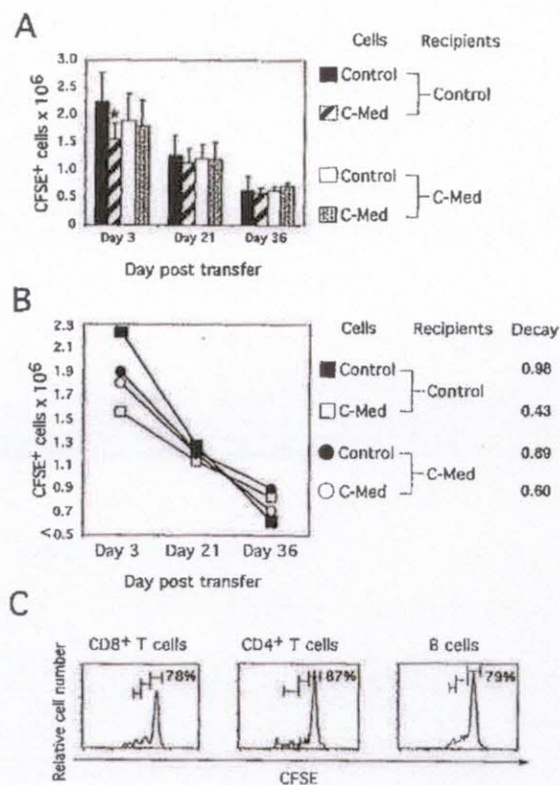 A
Cells Recipients
CFSE+ cells x 10^6
3.0
2.5
2.0
1.5
1.0
0.5
0
*
Day 3 Day 21 Day 36
Day post transfer
Control
C-Med
Control
Control
C-Med
C-Med
B
Cells Recipients Decay
CFSE+ cells x 10^6
2.3
2.1
1.9
1.7
1.5
1.3
1.1
0.9
0.7
<0.5
Day 3 Day 21 Day 36
Day post transfer
Control 0.98
Control
C-Med 0.43
Control 0.89
C-Med
C-Med 0.60
C
CD8+ T cells CD4+ T cells B cells
Relative cell number
78% 87% 79%
CFSE